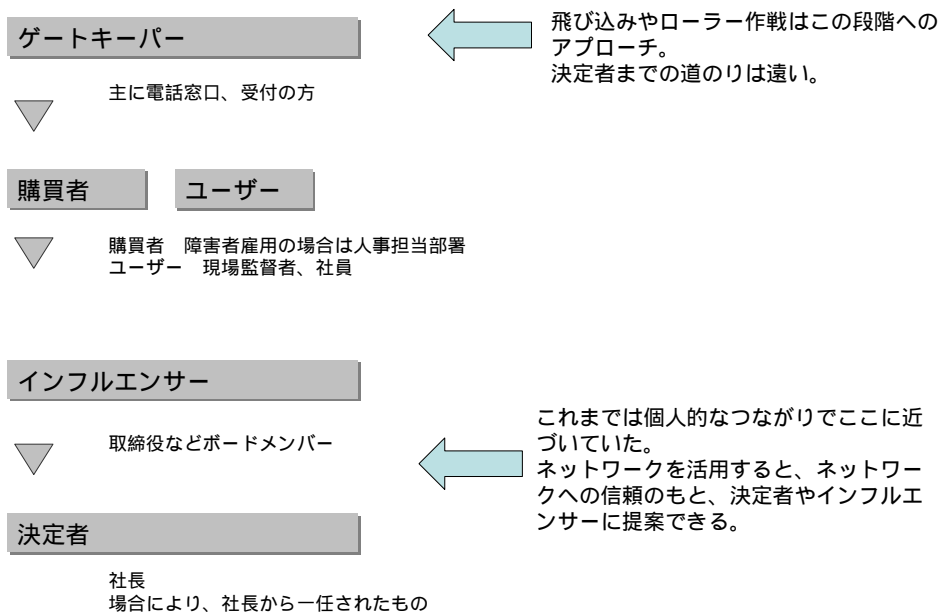 ゲートキーパー
飛び込みやローラー作戦はこの段階への
アプローチ。
決定者までの道のりは遠い。
主に電話窓口、受付の方
購買者
ユーザー
購買者　障害者雇用の場合は人事担当部署
ユーザー　現場監督者、社員
インフルエンサー
取締役などボードメンバー
これまでは個人的なつながりでここに近
づいていた。
ネットワークを活用すると、ネットワー
クへの信頼のもと、決定者やインフルエ
ンサーに提案できる。
決定者
社長
場合により、社長から一任されたもの